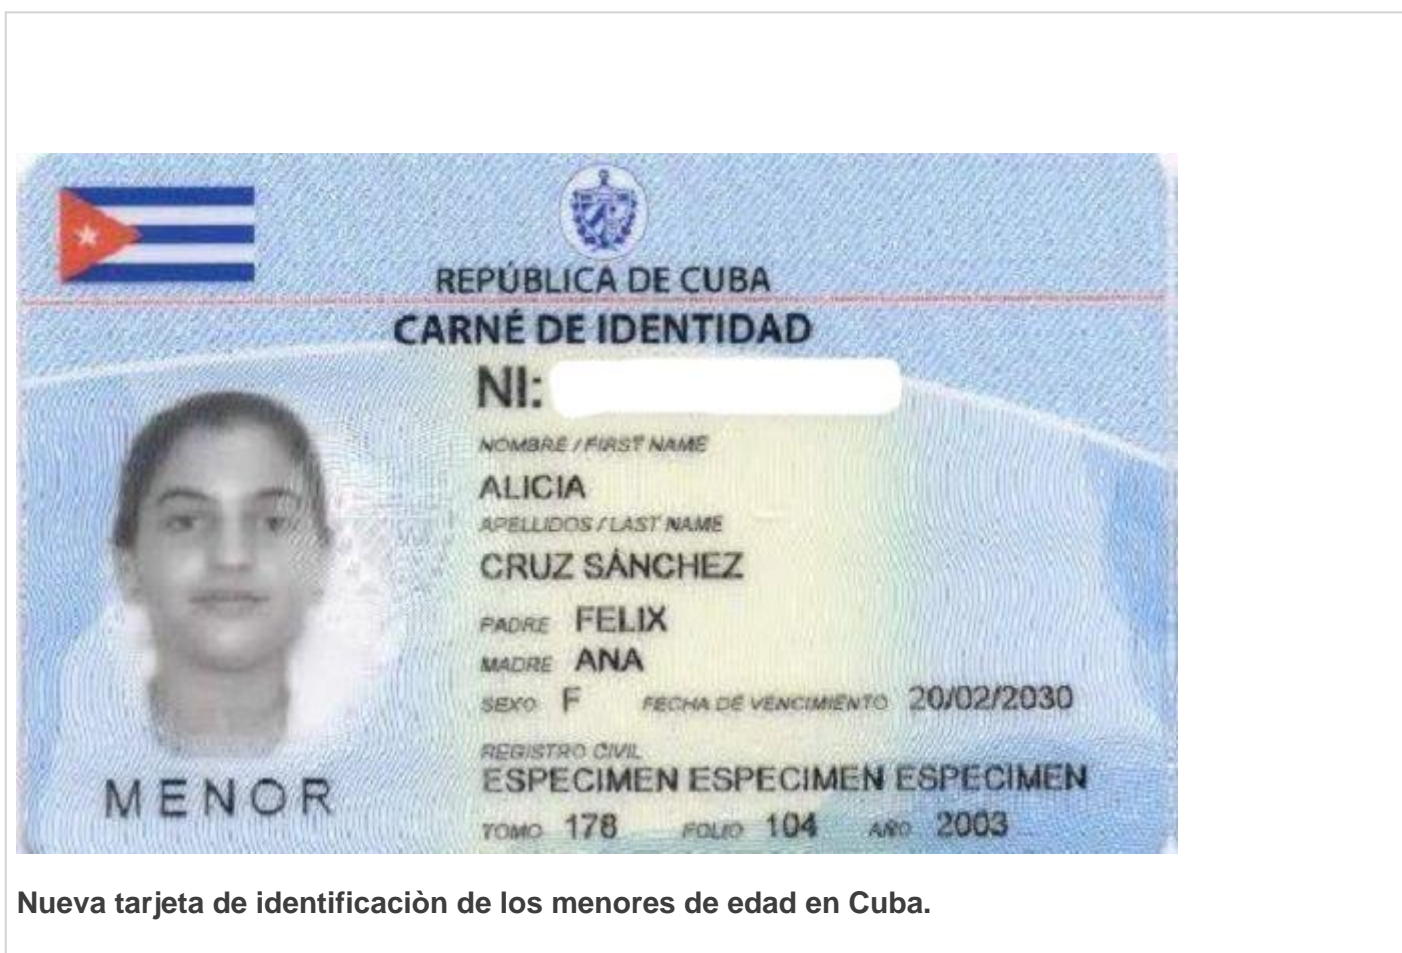 REPÚBLICA DE CUBA
CARNÉ DE IDENTIDAD
NI:
NOMBRE / FIRST NAME
ALICIA
APELLIDOS / LAST NAME
CRUZ SÁNCHEZ
PADRE FELIX
MADRE ANA
SEXO F FECHA DE VENCIMIENTO 20/02/2030
REGISTRO CIVIL
ESPECIMEN ESPECIMEN ESPECIMEN
MENOR
TOMO 178 FOLIO 104 AÑO 2003
Nueva tarjeta de identificaciòn de los menores de edad en Cuba.